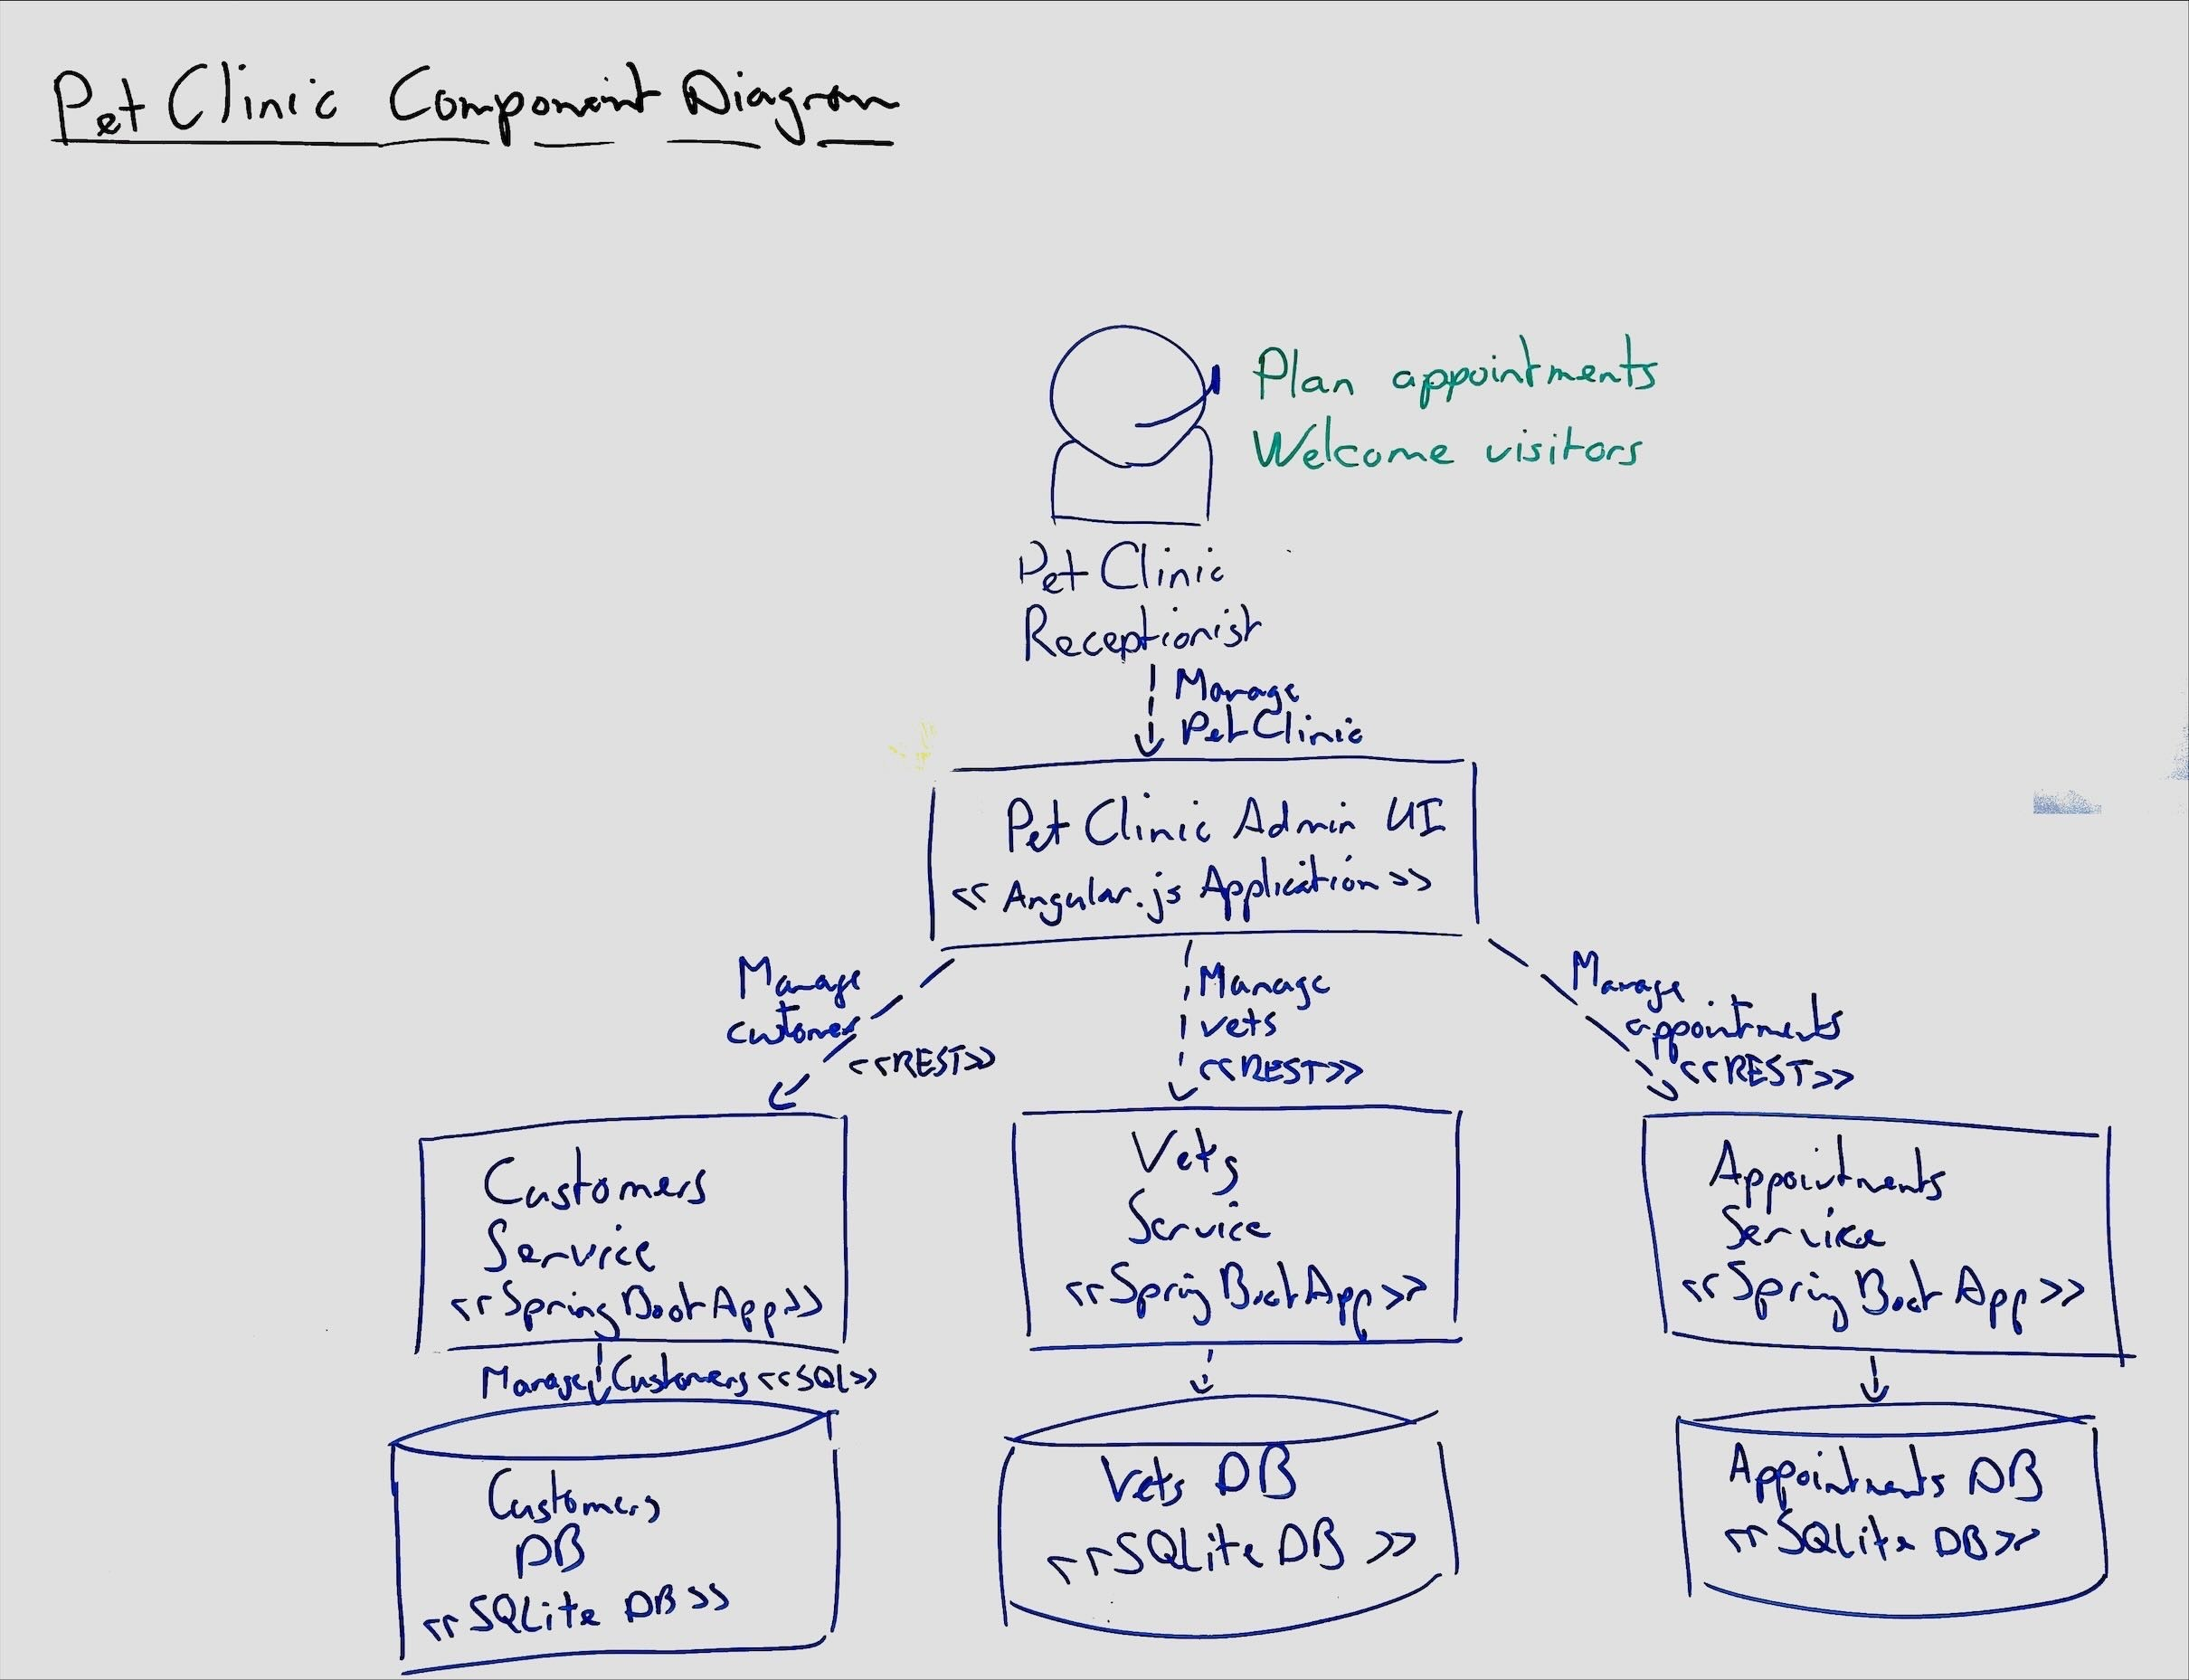 Pet Clinic Component Diagram
Plan appointments
Welcome visitors
Pet Clinic
Receptionist
Manage
Pet Clinic
Pet Clinic Admin UI
<< Angular.js Application >>
Manage
customer
<<REST>>
Manage
vets
<<REST>>
Manage
appointments
<<REST>>
Customers
Service
<<Spring Boot App>>
Vets
Service
<<Spring Boot App>>
Appointments
Service
<<Spring Boot App>>
Manage Customers <<SQL>>
Customers
DB
<<SQLite DB>>
Vets DB
<<SQLite DB >>
Appointments DB
<<SQLite DB>>